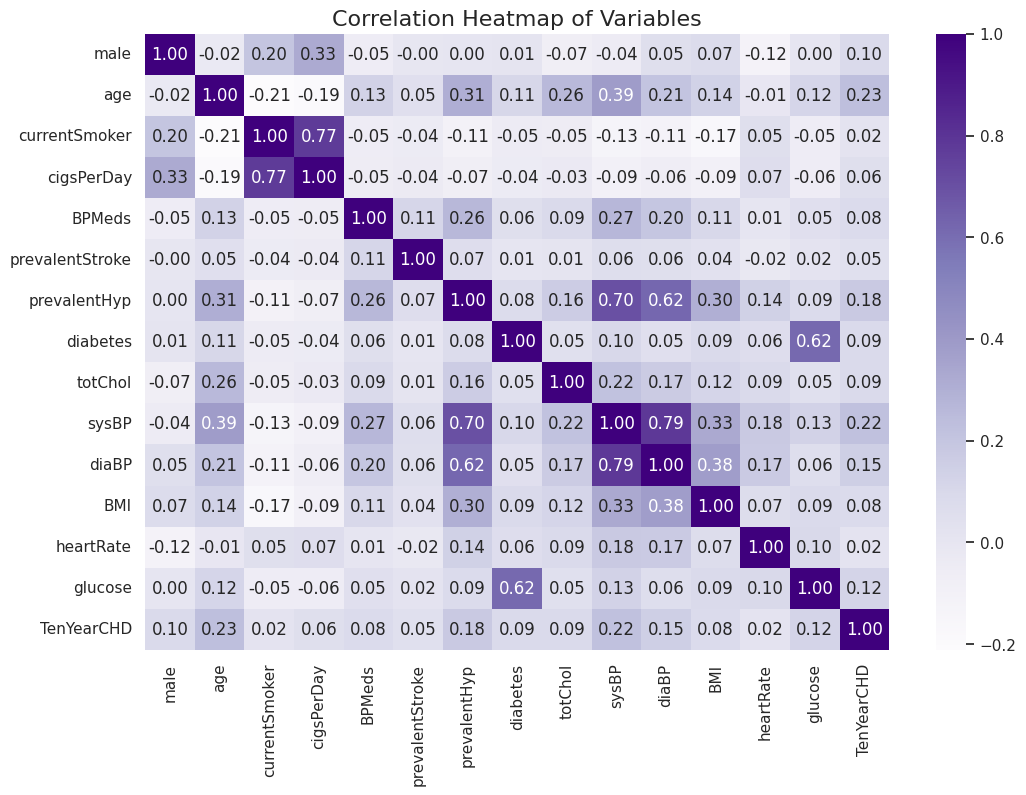 Correlation Heatmap of Variables
male 1.00 -0.02 0.20 0.33 -0.05 -0.00 0.00 0.01 -0.07 -0.04 0.05 0.07 -0.12 0.00 0.10
age -0.02 1.00 -0.21 -0.19 0.13 0.05 0.31 0.11 0.26 0.39 0.21 0.14 -0.01 0.12 0.23
currentSmoker 0.20 -0.21 1.00 0.77 -0.05 -0.04 -0.11 -0.05 -0.05 -0.13 -0.11 -0.17 0.05 -0.05 0.02
cigsPerDay 0.33 -0.19 0.77 1.00 -0.05 -0.04 -0.07 -0.04 -0.03 -0.09 -0.06 -0.09 0.07 -0.06 0.06
BPMeds -0.05 0.13 -0.05 -0.05 1.00 0.11 0.26 0.06 0.09 0.27 0.20 0.11 0.01 0.05 0.08
prevalentStroke -0.00 0.05 -0.04 -0.04 0.11 1.00 0.07 0.01 0.01 0.06 0.06 0.04 -0.02 0.02 0.05
prevalentHyp 0.00 0.31 -0.11 -0.07 0.26 0.07 1.00 0.08 0.16 0.70 0.62 0.30 0.14 0.09 0.18
diabetes 0.01 0.11 -0.05 -0.04 0.06 0.01 0.08 1.00 0.05 0.10 0.05 0.09 0.06 0.62 0.09
totChol -0.07 0.26 -0.05 -0.03 0.09 0.01 0.16 0.05 1.00 0.22 0.17 0.12 0.09 0.05 0.09
sysBP -0.04 0.39 -0.13 -0.09 0.27 0.06 0.70 0.10 0.22 1.00 0.79 0.33 0.18 0.13 0.22
diaBP 0.05 0.21 -0.11 -0.06 0.20 0.06 0.62 0.05 0.17 0.79 1.00 0.38 0.17 0.06 0.15
BMI 0.07 0.14 -0.17 -0.09 0.11 0.04 0.30 0.09 0.12 0.33 0.38 1.00 0.07 0.09 0.08
heartRate -0.12 -0.01 0.05 0.07 0.01 -0.02 0.14 0.06 0.09 0.18 0.17 0.07 1.00 0.10 0.02
glucose 0.00 0.12 -0.05 -0.06 0.05 0.02 0.09 0.62 0.05 0.13 0.06 0.09 0.10 1.00 0.12
TenYearCHD 0.10 0.23 0.02 0.06 0.08 0.05 0.18 0.09 0.09 0.22 0.15 0.08 0.02 0.12 1.00
male
age
currentSmoker
cigsPerDay
BPMeds
prevalentStroke
prevalentHyp
diabetes
totChol
sysBP
diaBP
BMI
heartRate
glucose
TenYearCHD
1.0
0.8
0.6
0.4
0.2
0.0
−0.2